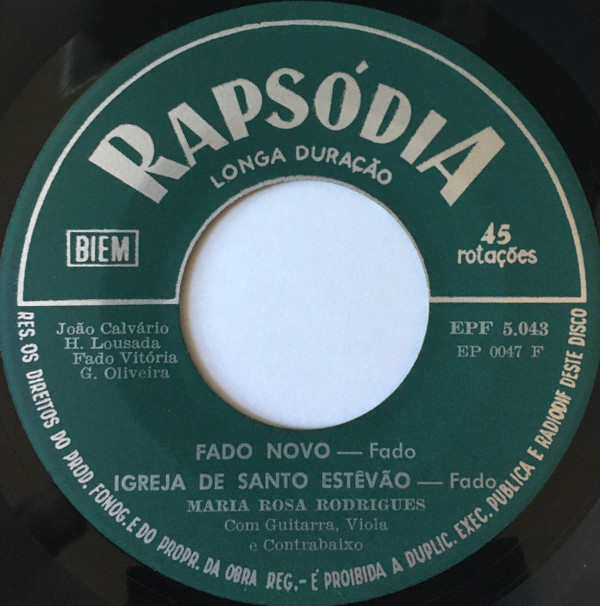 RAPSÓDIA
LONGA DURAÇÃO
BIEM
45
rotações
João Calvário
H. Lousada
Fado Vitória
G. Oliveira
EPF 5.043
EP 0047 F
FADO NOVO — Fado
IGREJA DE SANTO ESTÊVÃO — Fado
MARIA ROSA RODRIGUES
Com Guitarra, Viola
e Contrabaixo
RES. OS DIREITOS DO PROD. FONOG. E DO PROPR. DA OBRA REG,- É PROIBIDA A DUPLIC. EXEC. PUBLICA E RADIODIF DESTE DISCO